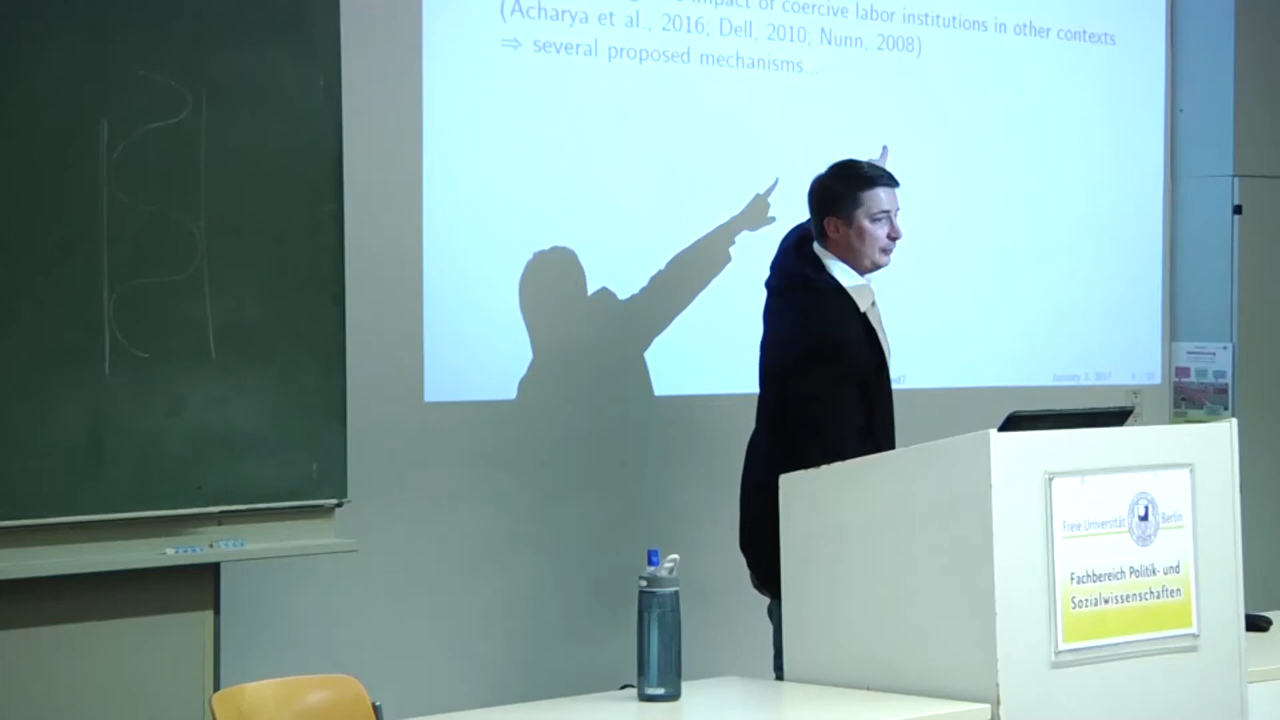 impact of coercive labor institutions in other contexts
(Acharya et al., 2016; Dell, 2010; Nunn, 2008)
⇒ several proposed mechanisms...
January 3, 2017
Freie Universität Berlin
Fachbereich Politik- und
Sozialwissenschaften